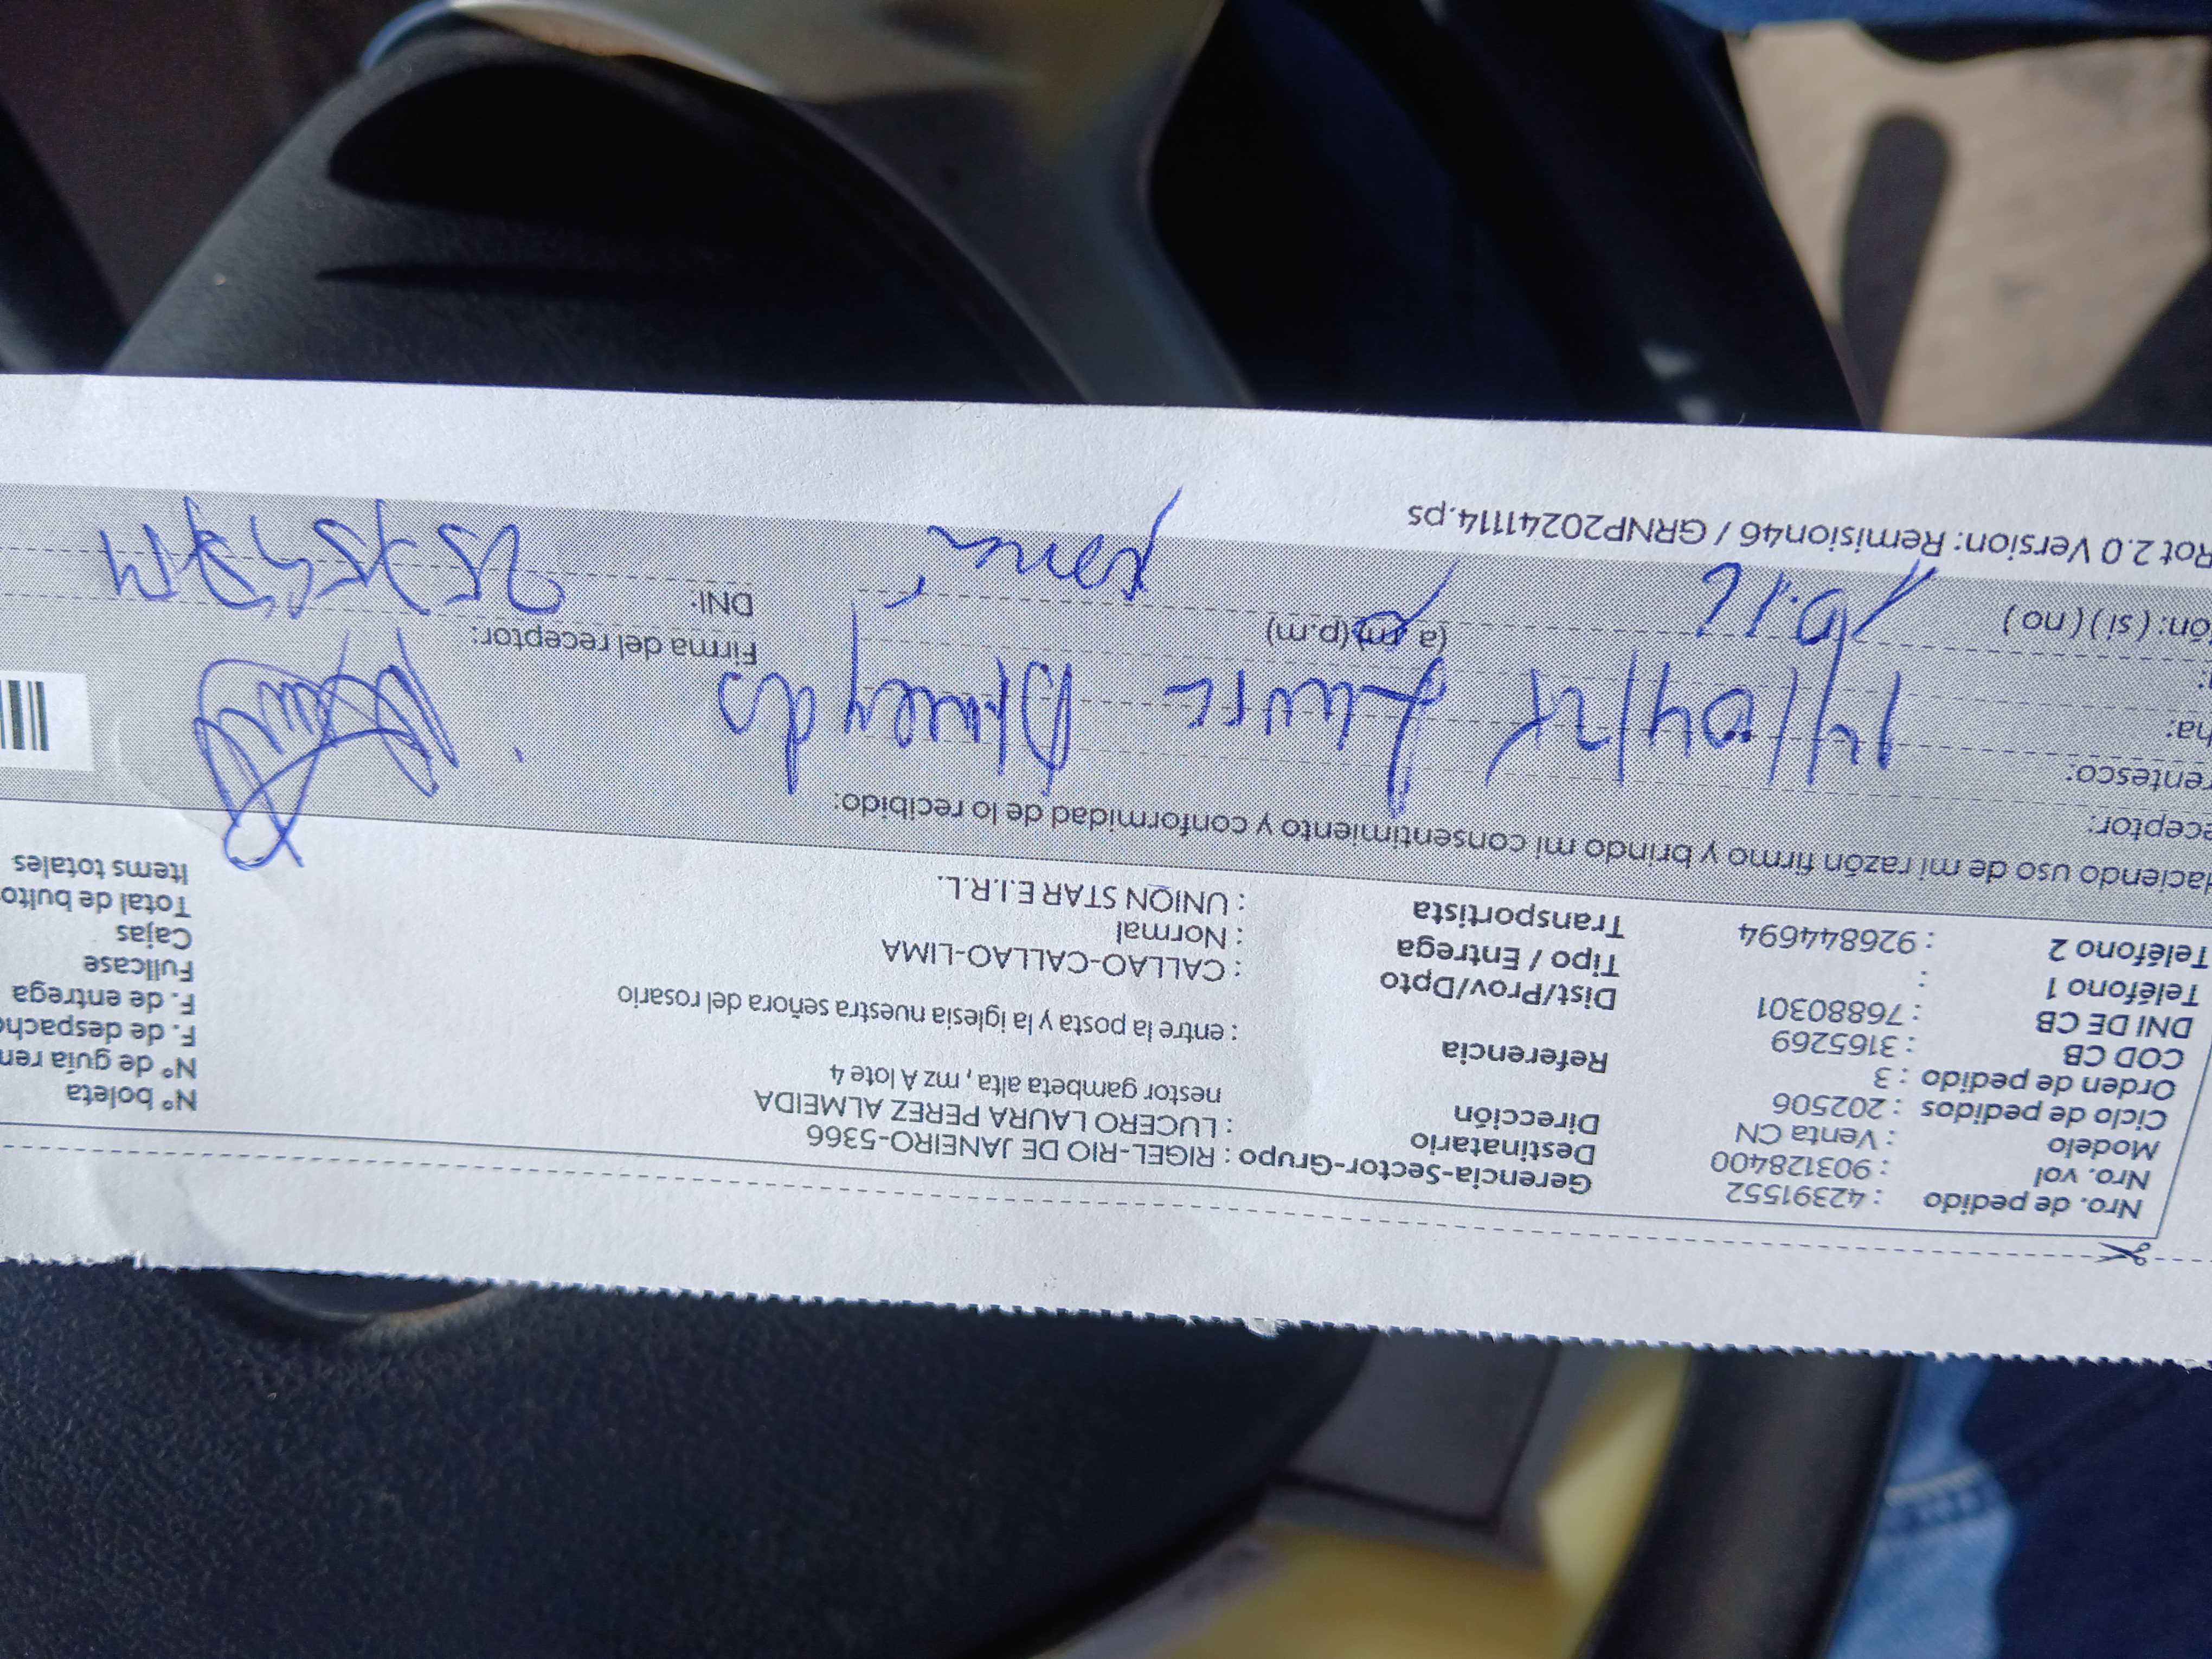 Nro. de pedido : 42391552
Nro. vol : 903128400
Modelo : Venta CN
Ciclo de pedidos : 202506
Orden de pedido : 3
COD CB : 3165269
DNI DE CB : 76880301
Teléfono 1 :
Teléfono 2 : 926844694
Gerencia-Sector-Grupo : RIGEL-RIO DE JANEIRO-5366
Destinatario : LUCERO LAURA PEREZ ALMEIDA
Dirección nestor gambeta alta, mz A lote 4
Referencia : entre la posta y la iglesia nuestra señora del rosario
Dist/Prov/Dpto : CALLAO-CALLAO-LIMA
Tipo / Entrega : Normal
Transportista : UNION STAR E.I.R.L.
N° boleta
N° de guía rem
F. de despacho
F. de entrega
Fullcase
Cajas
Total de bulto
Items totales
Haciendo uso de mi razón firmo y brindo mi consentimiento y conformidad de lo recibido:
eceptor:
rentesco:
ha: 14/04/25 Laura
a: 10:12 (a.m)(p.m)
ón: ( si ) ( no )
Firma del receptor:
DNI:
Rot 2.0 Version: Remision46 / GRNP20241114.ps